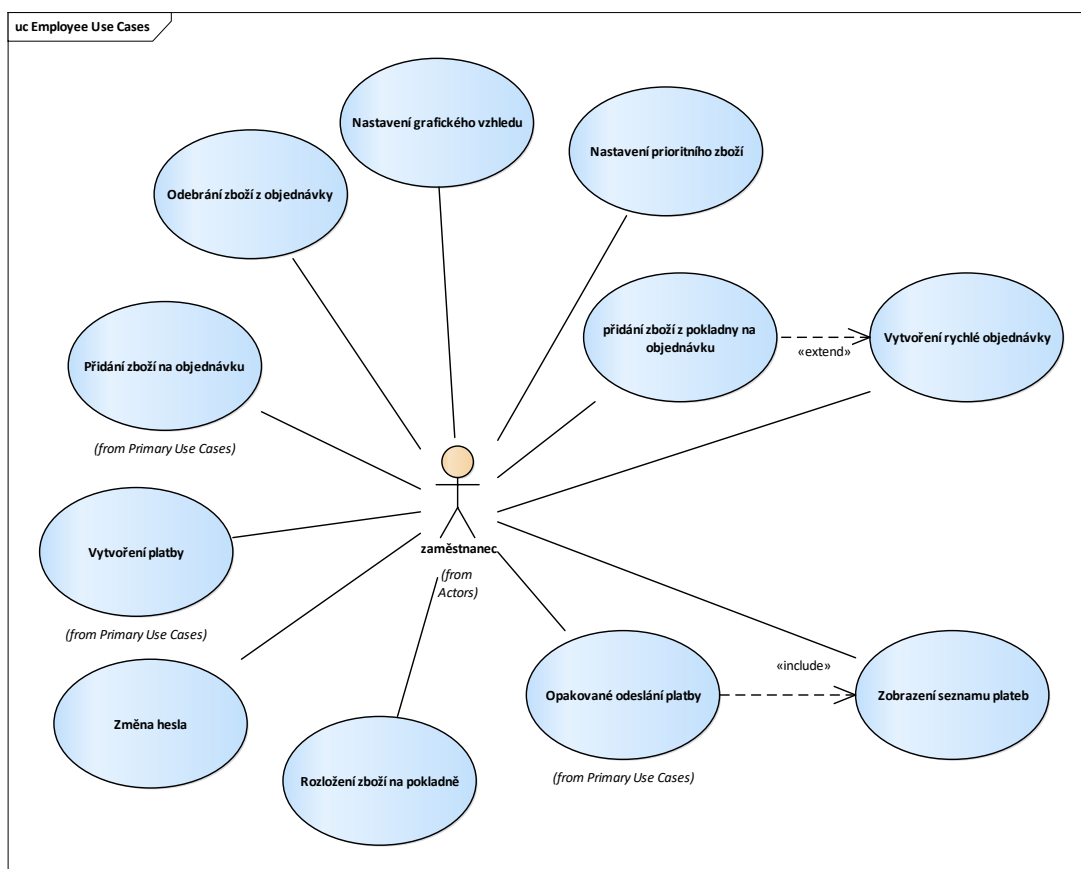 uc Employee Use Cases
Nastavení grafického vzhledu
Nastavení prioritního zboží
Odebrání zboží z objednávky
přidání zboží z pokladny na
objednávku
«extend»
Vytvoření rychlé objednávky
Přidání zboží na objednávku
(from Primary Use Cases)
Vytvoření platby
(from Primary Use Cases)
zaměstnanec
(from
Actors)
Změna hesla
Rozložení zboží na pokladně
Opakované odeslání platby
(from Primary Use Cases)
«include»
Zobrazení seznamu plateb